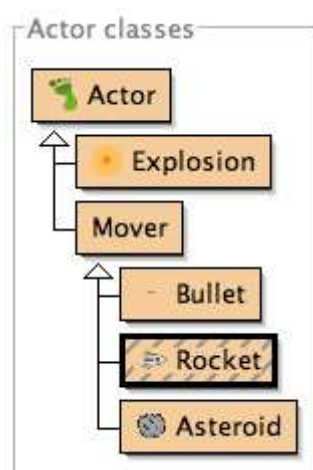 Actor classes
Actor
Explosion
Mover
Bullet
Rocket
Asteroid